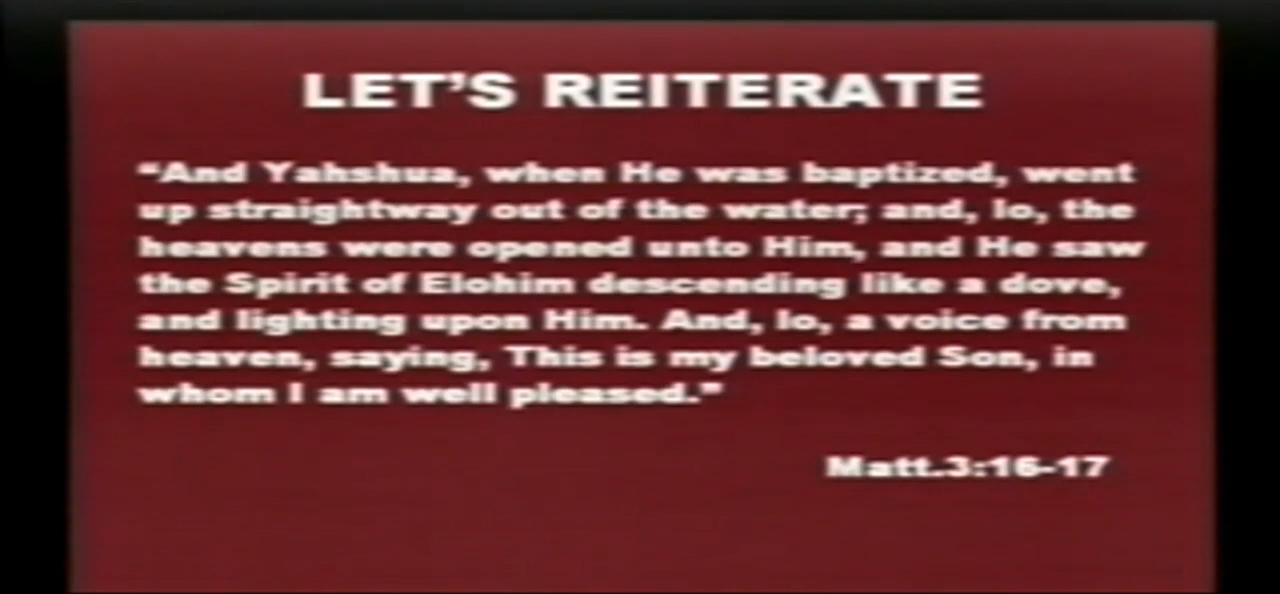 LET'S REITERATE
“And Yahshua, when He was baptized, went
up straightway out of the water; and, lo, the
heavens were opened unto Him, and He saw
the Spirit of Elohim descending like a dove,
and lighting upon Him. And, lo, a voice from
heaven, saying, This is my beloved Son, in
whom I am well pleased.”
Matt.3:16-17